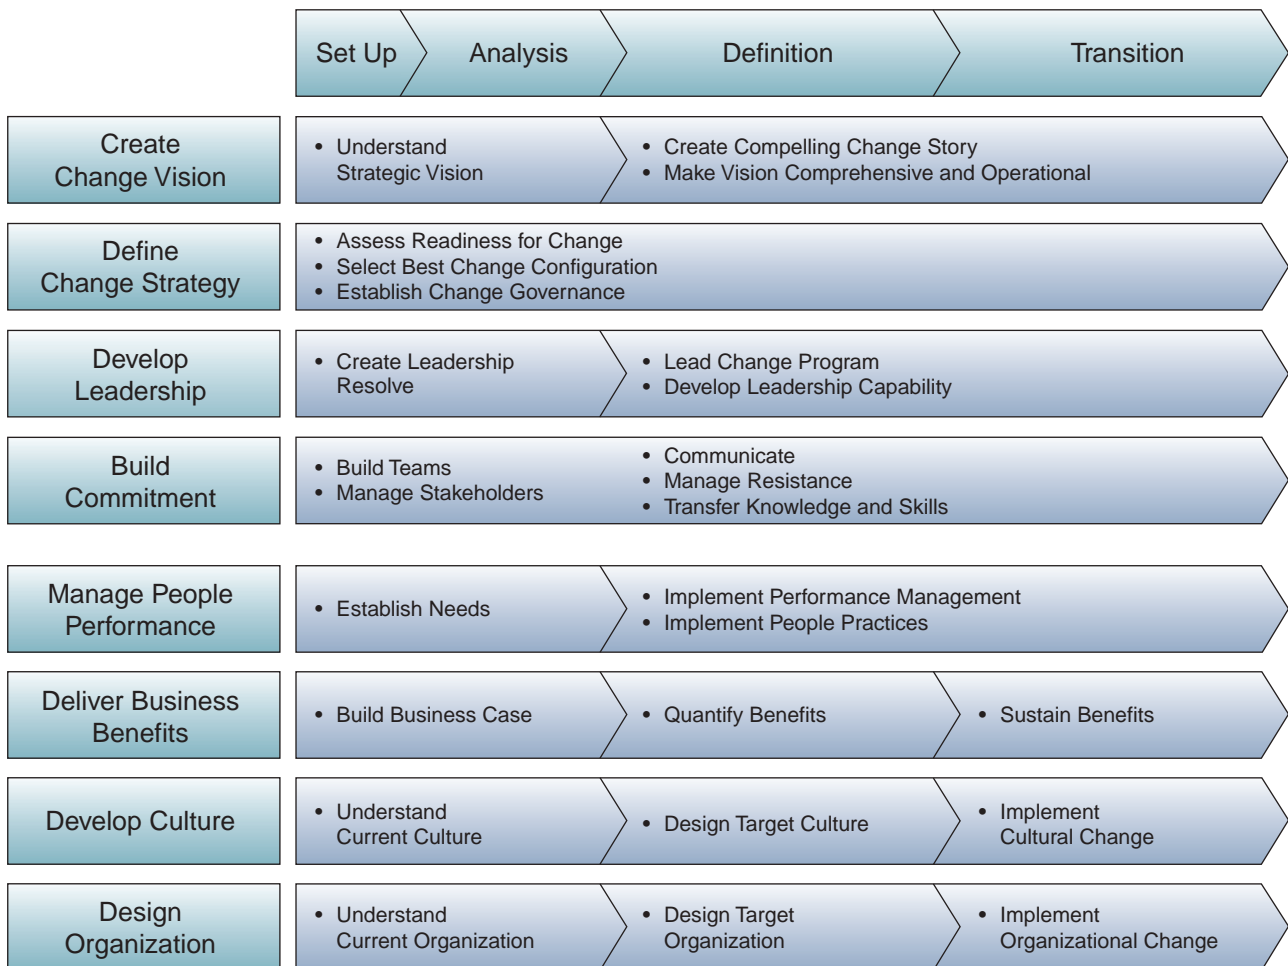 Set Up
Analysis
Definition
Transition
Create
Change Vision
• Understand
Strategic Vision
• Create Compelling Change Story
• Make Vision Comprehensive and Operational
Define
Change Strategy
• Assess Readiness for Change
• Select Best Change Configuration
• Establish Change Governance
Develop
Leadership
• Create Leadership
Resolve
• Lead Change Program
• Develop Leadership Capability
Build
Commitment
• Build Teams
• Manage Stakeholders
• Communicate
• Manage Resistance
• Transfer Knowledge and Skills
Manage People
Performance
• Establish Needs
• Implement Performance Management
• Implement People Practices
Deliver Business
Benefits
• Build Business Case
• Quantify Benefits
• Sustain Benefits
Develop Culture
• Understand
Current Culture
• Design Target Culture
• Implement
Cultural Change
Design
Organization
• Understand
Current Organization
• Design Target
Organization
• Implement
Organizational Change